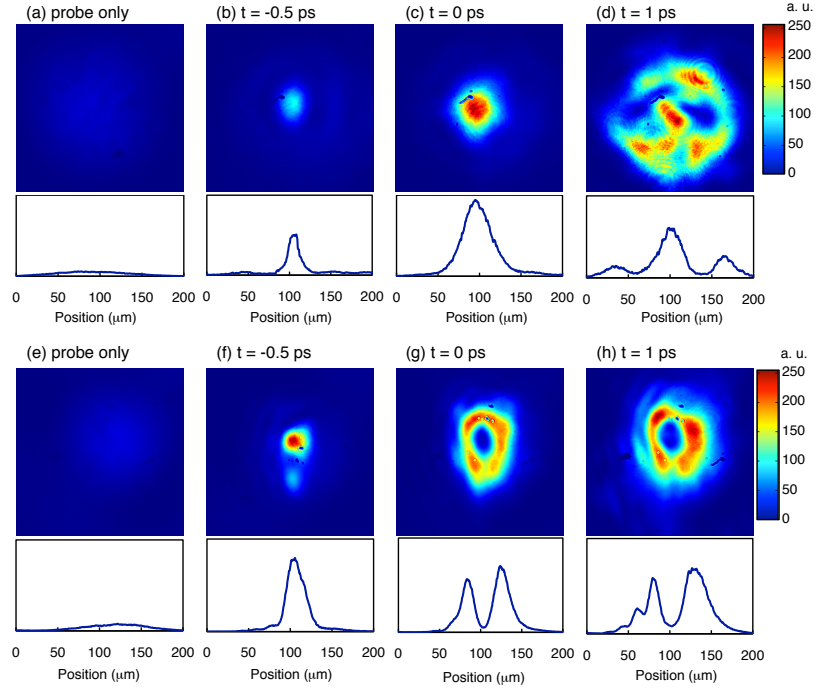 (a) probe only (b) t = -0.5 ps (c) t = 0 ps (d) t = 1 ps
a. u.
250
200
150
100
50
0
0 50 100 150 200 0 50 100 150 200 0 50 100 150 200 0 50 100 150 200
Position (μm) Position (μm) Position (μm) Position (μm)
(e) probe only (f) t = -0.5 ps (g) t = 0 ps (h) t = 1 ps
a. u.
250
200
150
100
50
0
0 50 100 150 200 0 50 100 150 200 0 50 100 150 200 0 50 100 150 200
Position (μm) Position (μm) Position (μm) Position (μm)